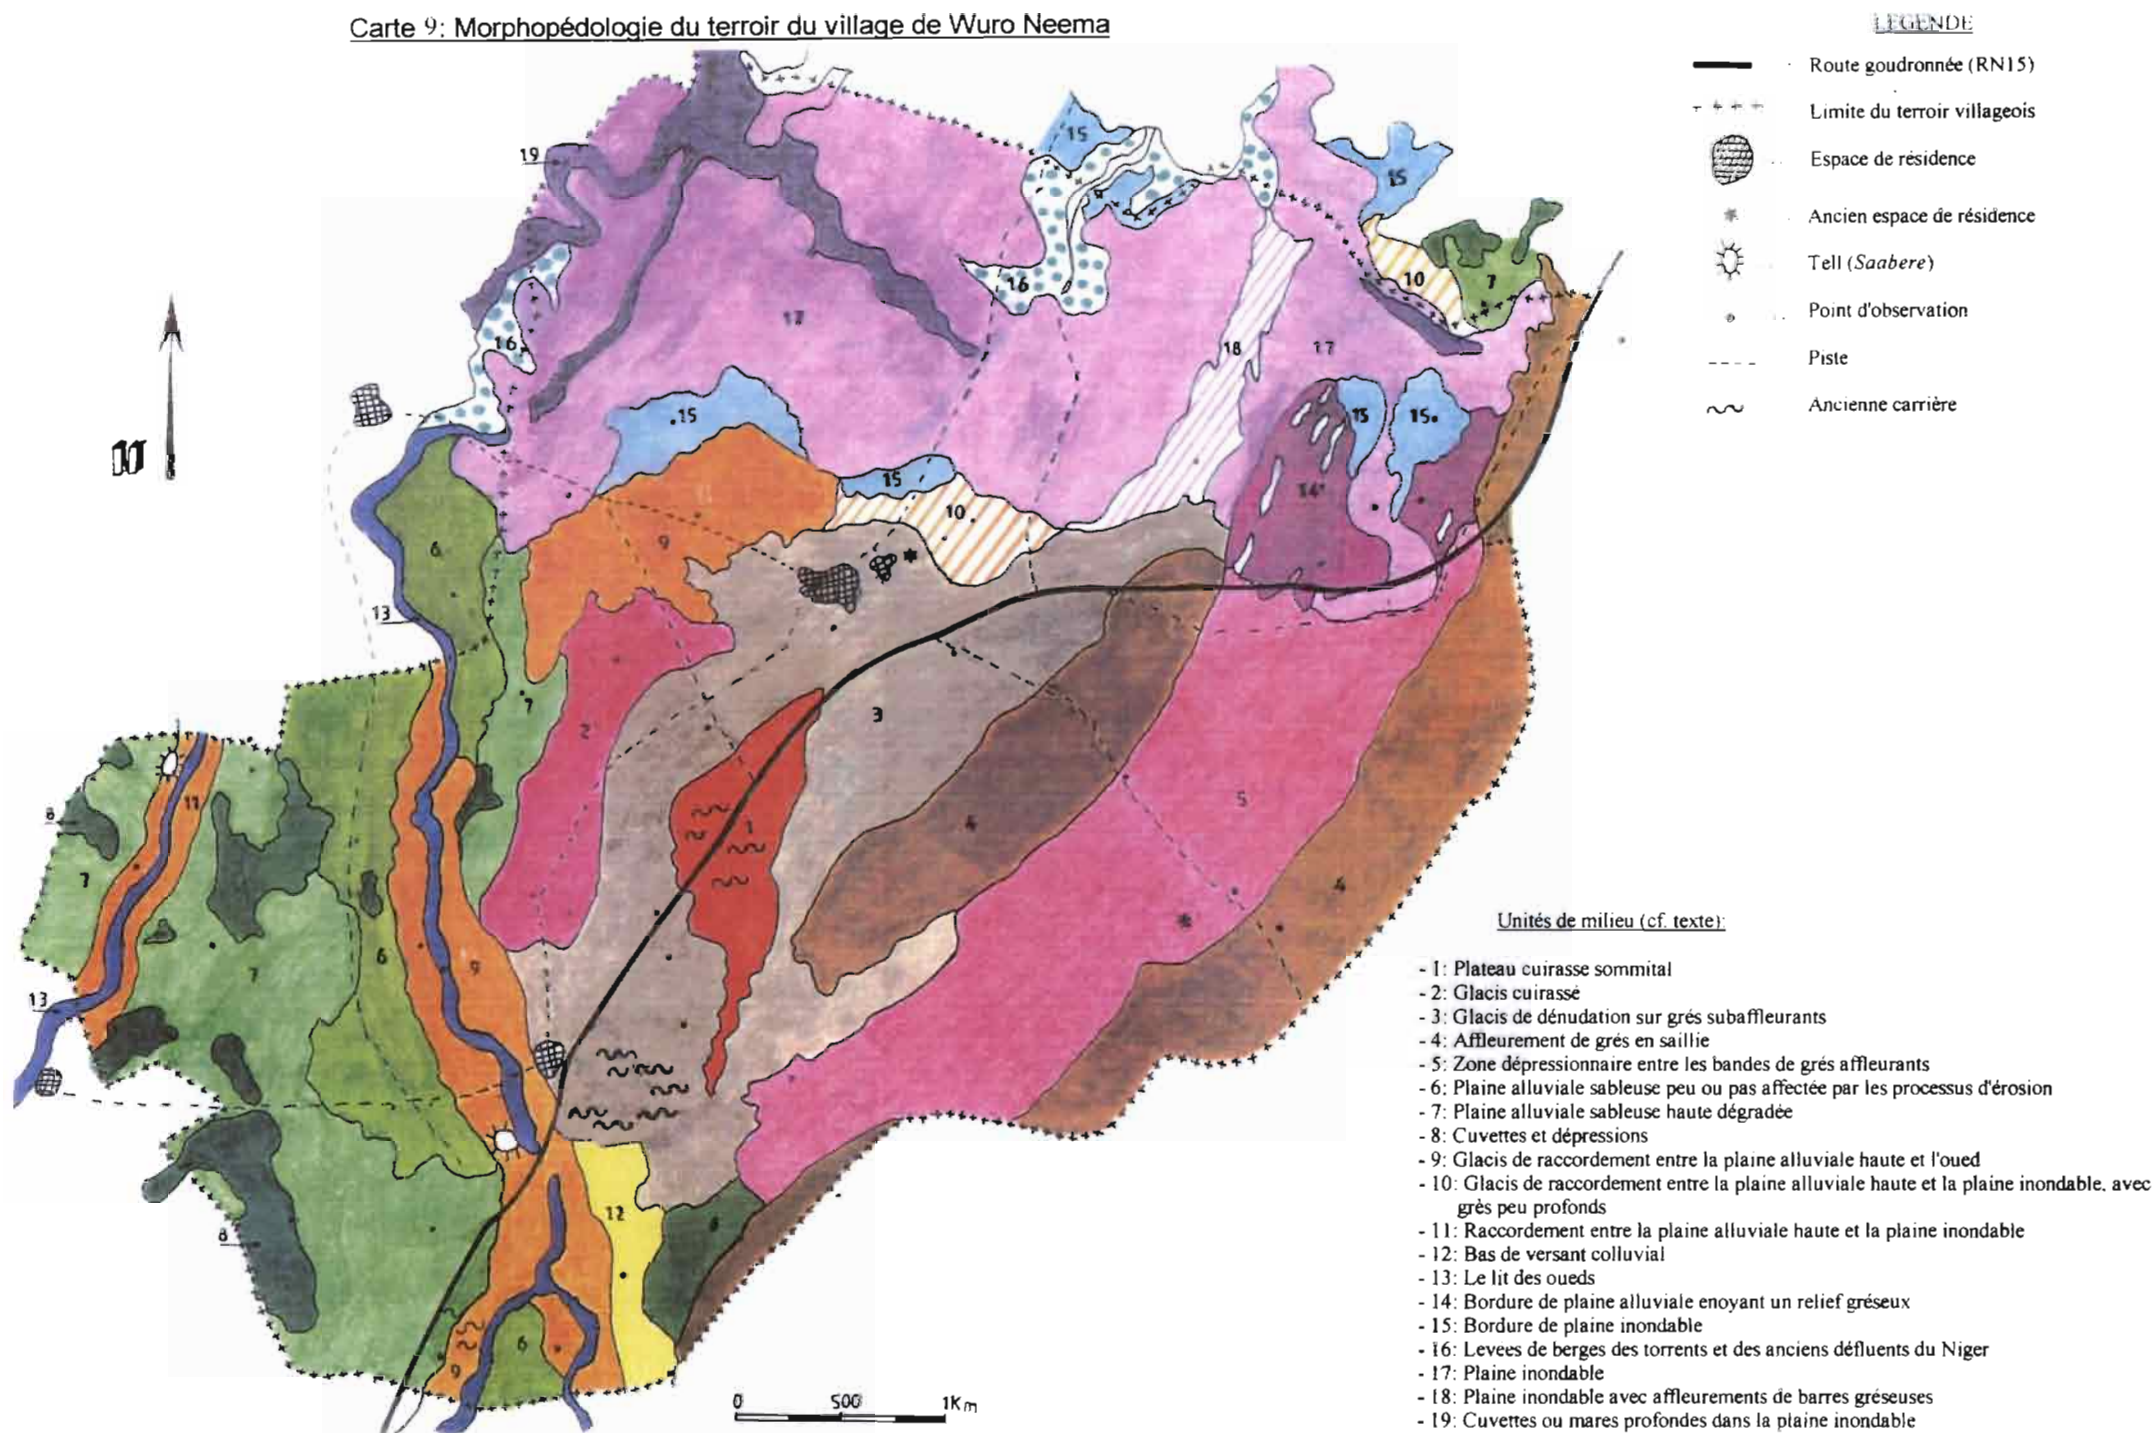 Carte 9: Morphopédologie du terroir du village de Wuro Neema
LEGENDE
Route goudronnée (RN15)
Limite du terroir villageois
Espace de résidence
Ancien espace de résidence
Tell (Saabere)
Point d'observation
Piste
Ancienne carrière
15
19
15
10
7
16
17
18
17
16
15
15
15.
15
10
14
9
6
13
7
2
3
11
8
1
5
4
7
4
6
9
7
13
12
8
8
6
9
0 500 1Km
Unités de milieu (cf. texte):
- 1: Plateau cuirasse sommital
- 2: Glacis cuirassé
- 3: Glacis de dénudation sur grés subaffleurants
- 4: Affleurement de grés en saillie
- 5: Zone dépressionnaire entre les bandes de grés affleurants
- 6: Plaine alluviale sableuse peu ou pas affectée par les processus d'érosion
- 7: Plaine alluviale sableuse haute dégradée
- 8: Cuvettes et dépressions
- 9: Glacis de raccordement entre la plaine alluviale haute et l'oued
- 10: Glacis de raccordement entre la plaine alluviale haute et la plaine inondable, avec
grès peu profonds
- 11: Raccordement entre la plaine alluviale haute et la plaine inondable
- 12: Bas de versant colluvial
- 13: Le lit des oueds
- 14: Bordure de plaine alluviale enoyant un relief gréseux
- 15: Bordure de plaine inondable
- 16: Levees de berges des torrents et des anciens défluents du Niger
- 17: Plaine inondable
- 18: Plaine inondable avec affleurements de barres gréseuses
- 19: Cuvettes ou mares profondes dans la plaine inondable